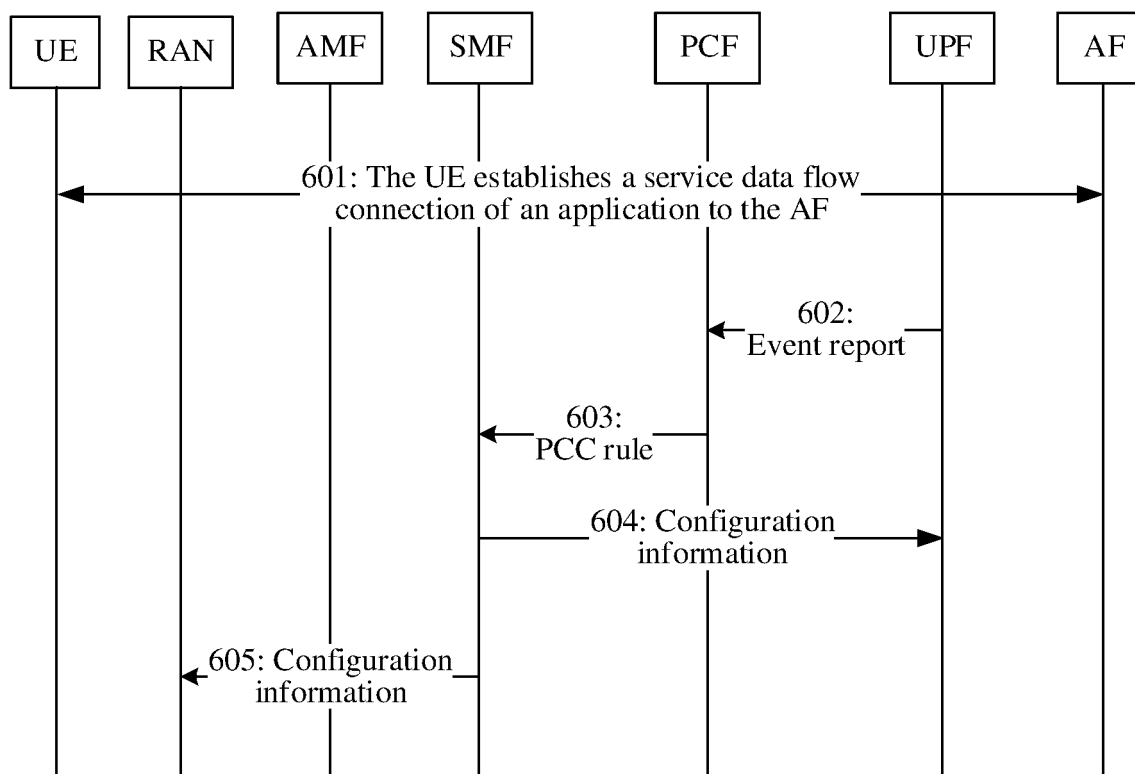 UE
RAN
AMF
SMF
PCF
UPF
AF
601: The UE establishes a service data flow
connection of an application to the AF
602:
Event report
603:
PCC rule
604: Configuration
information
605: Configuration
information